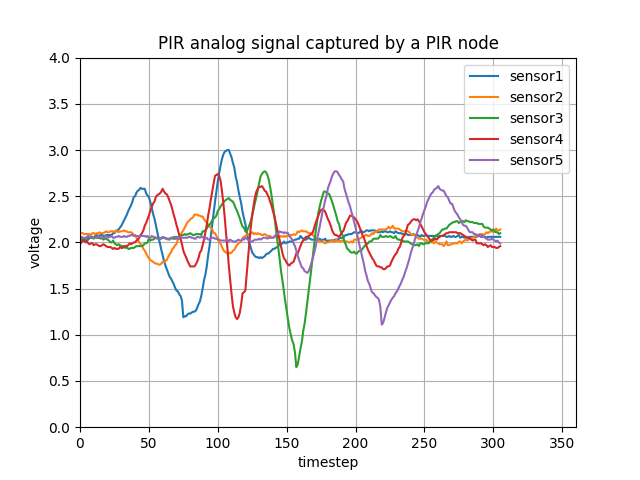 PIR analog signal captured by a PIR node
4.0
3.5
3.0
2.5
2.0
1.5
1.0
0.5
0.0
voltage
sensor1
sensor2
sensor3
sensor4
sensor5
0 50 100 150 200 250 300 350
timestep